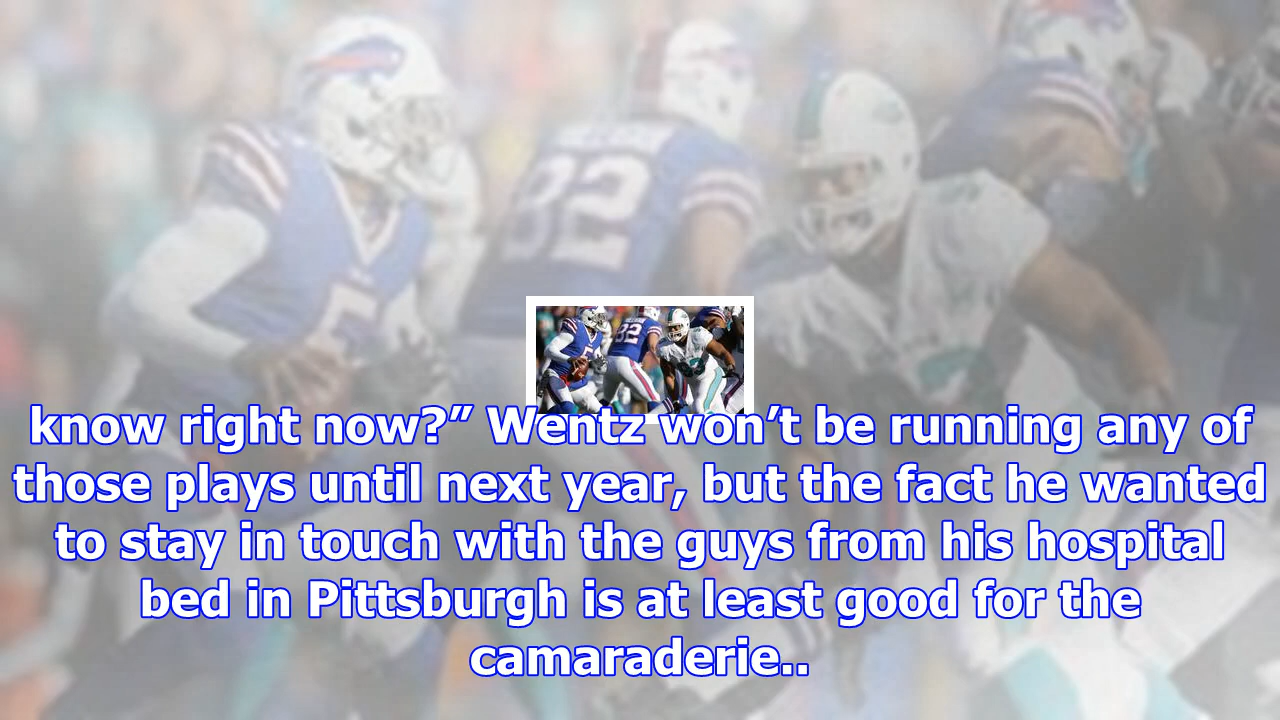 82
know right now?” Wentz won’t be running any of
those plays until next year, but the fact he wanted
to stay in touch with the guys from his hospital
bed in Pittsburgh is at least good for the
camaraderie..